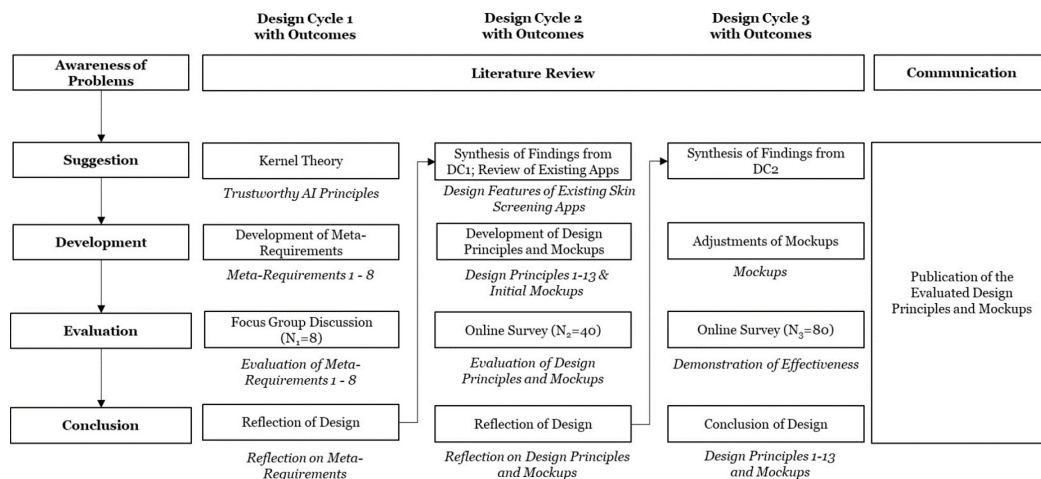 Design Cycle 1
with Outcomes
Design Cycle 2
with Outcomes
Design Cycle 3
with Outcomes
Awareness of
Problems
Literature Review
Communication
Suggestion
Kernel Theory
Trustworthy AI Principles
Synthesis of Findings from
DC1; Review of Existing Apps
Design Features of Existing Skin
Screening Apps
Synthesis of Findings from
DC2
Development
Development of Meta-
Requirements
Meta-Requirements 1 - 8
Development of Design
Principles and Mockups
Design Principles 1-13 &
Initial Mockups
Adjustments of Mockups
Mockups
Publication of the
Evaluated Design
Principles and Mockups
Evaluation
Focus Group Discussion
(N₁=8)
Evaluation of Meta-
Requirements 1 - 8
Online Survey (N₂=40)
Evaluation of Design
Principles and Mockups
Online Survey (N₃=80)
Demonstration of Effectiveness
Conclusion
Reflection of Design
Reflection on Meta-
Requirements
Reflection of Design
Reflection on Design Principles
and Mockups
Conclusion of Design
Design Principles 1-13
and Mockups